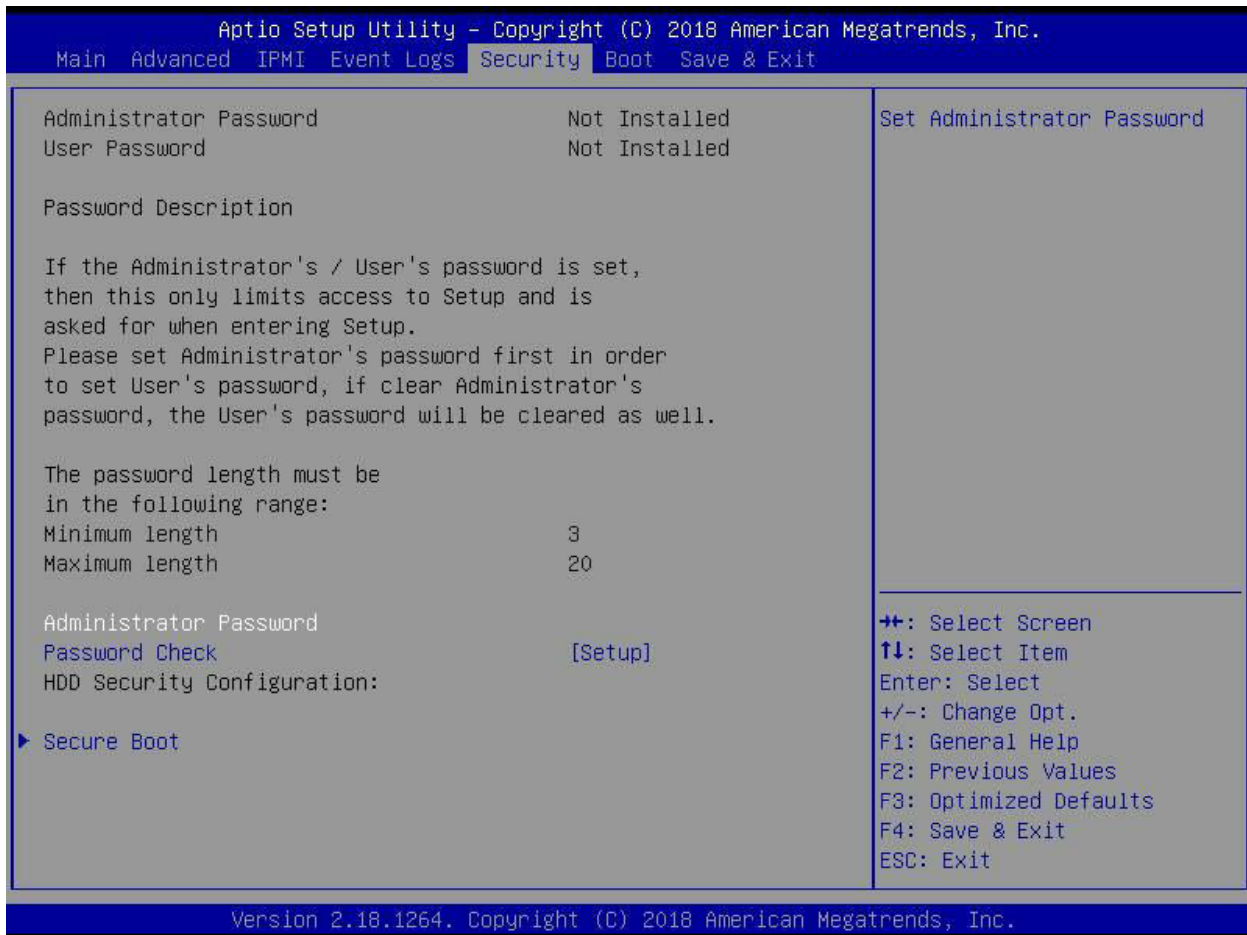 Aptio Setup Utility – Copyright (C) 2018 American Megatrends, Inc.
Main Advanced IPMI Event Logs Security Boot Save & Exit
Administrator Password Not Installed
User Password Not Installed
Password Description
If the Administrator's / User's password is set,
then this only limits access to Setup and is
asked for when entering Setup.
Please set Administrator's password first in order
to set User's password, if clear Administrator's
password, the User's password will be cleared as well.
The password length must be
in the following range:
Minimum length 3
Maximum length 20
Administrator Password
Password Check [Setup]
HDD Security Configuration:
▶ Secure Boot
Set Administrator Password
→←: Select Screen
↑↓: Select Item
Enter: Select
+/-: Change Opt.
F1: General Help
F2: Previous Values
F3: Optimized Defaults
F4: Save & Exit
ESC: Exit
Version 2.18.1264. Copyright (C) 2018 American Megatrends, Inc.